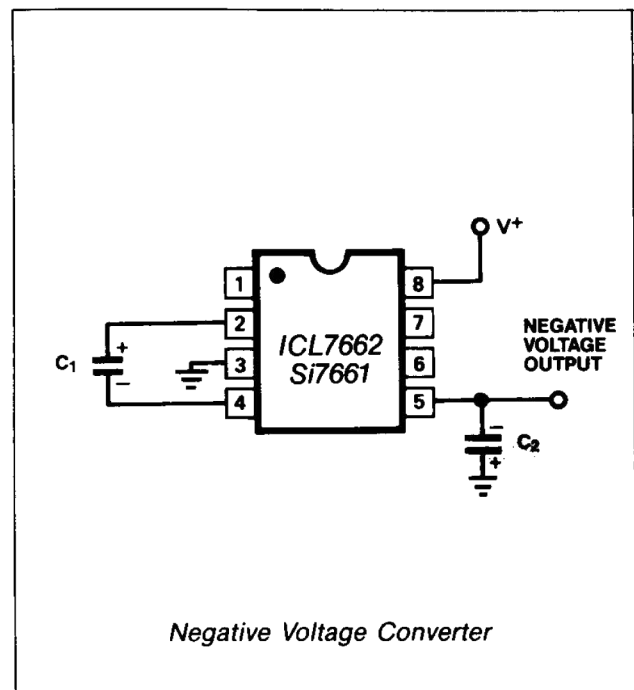 V+
1
8
2
7
NEGATIVE
VOLTAGE
OUTPUT
C1
+
−
ICL7662
Si7661
3
6
4
5
−
+
C2
Negative Voltage Converter